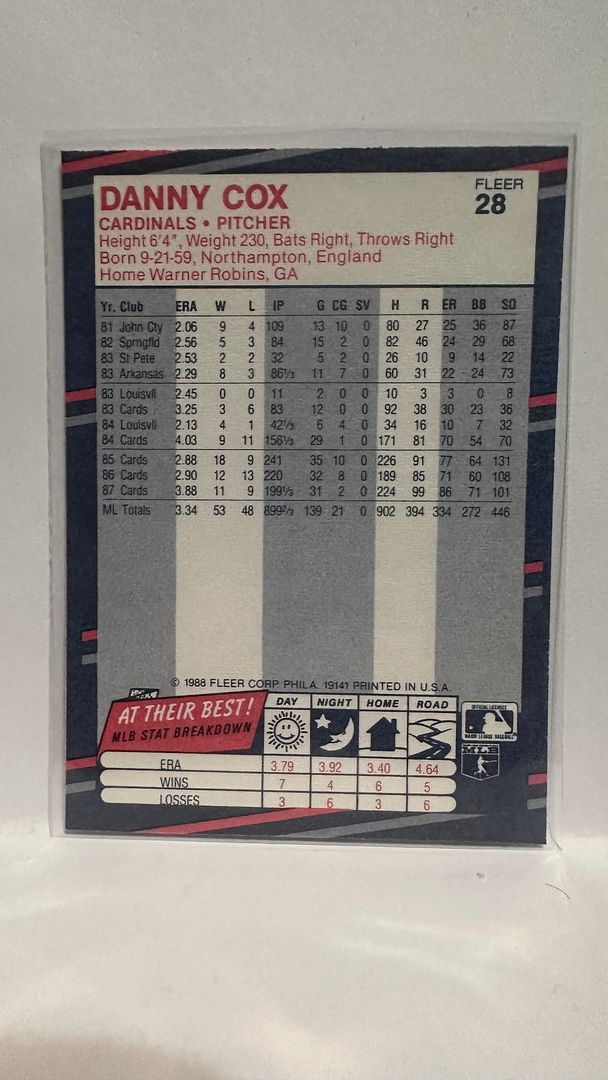 DANNY COX
FLEER
28
CARDINALS • PITCHER
Height 6'4", Weight 230, Bats Right, Throws Right
Born 9-21-59, Northampton, England
Home Warner Robins, GA
Yr. Club ERA W L IP G CG SV H R ER BB SO
81 John Cty 2.06 9 4 109 13 10 0 80 27 25 36 87
82 Sprngfld 2.56 5 3 84 15 2 0 82 46 24 29 68
83 St Pete 2.53 2 2 32 5 2 0 26 10 9 14 22
83 Arkansas 2.29 8 3 86⅓ 11 7 0 60 31 22 24 73
83 Louisvll 2.45 0 0 11 2 0 0 10 3 3 0 8
83 Cards 3.25 3 6 83 12 0 0 92 38 30 23 36
84 Louisvll 2.13 4 1 42⅓ 6 4 0 34 16 10 7 32
84 Cards 4.03 9 11 156⅓ 29 1 0 171 81 70 54 70
85 Cards 2.88 18 9 241 35 10 0 226 91 77 64 131
86 Cards 2.90 12 13 220 32 8 0 189 85 71 60 108
87 Cards 3.88 11 9 199⅓ 31 2 0 224 99 86 71 101
ML Totals 3.34 53 48 899⅔ 139 21 0 902 394 334 272 446
© 1988 FLEER CORP. PHILA. 19141 PRINTED IN U.S.A.
AT THEIR BEST!
MLB STAT BREAKDOWN
DAY NIGHT HOME ROAD
ERA 3.79 3.92 3.40 4.64
WINS 7 4 6 5
LOSSES 3 6 3 6
OFFICIAL LICENSEE
MAJOR LEAGUE BASEBALL
MLB